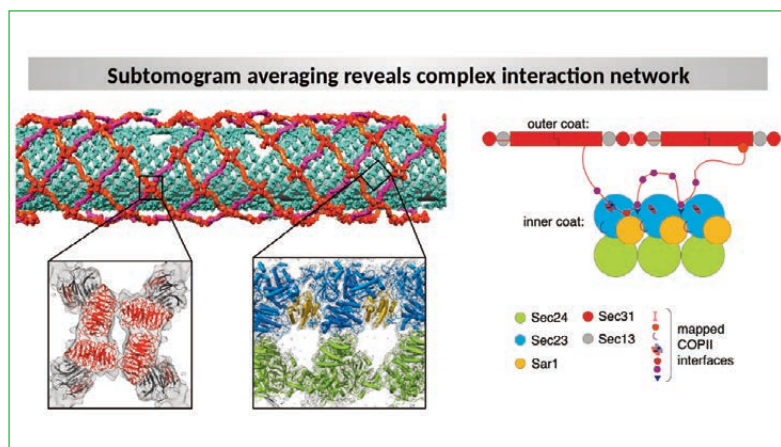 Subtomogram averaging reveals complex interaction network
outer coat:
inner coat:
Sec24
Sec31
Sec23
Sec13
Sar1
mapped
COPII
interfaces